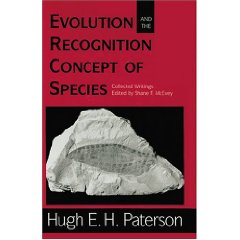 EVOLUTION AND THE
RECOGNITION
CONCEPT OF
SPECIES
Collected Writings
Edited by Shane F. McEvey
Hugh E. H. Paterson